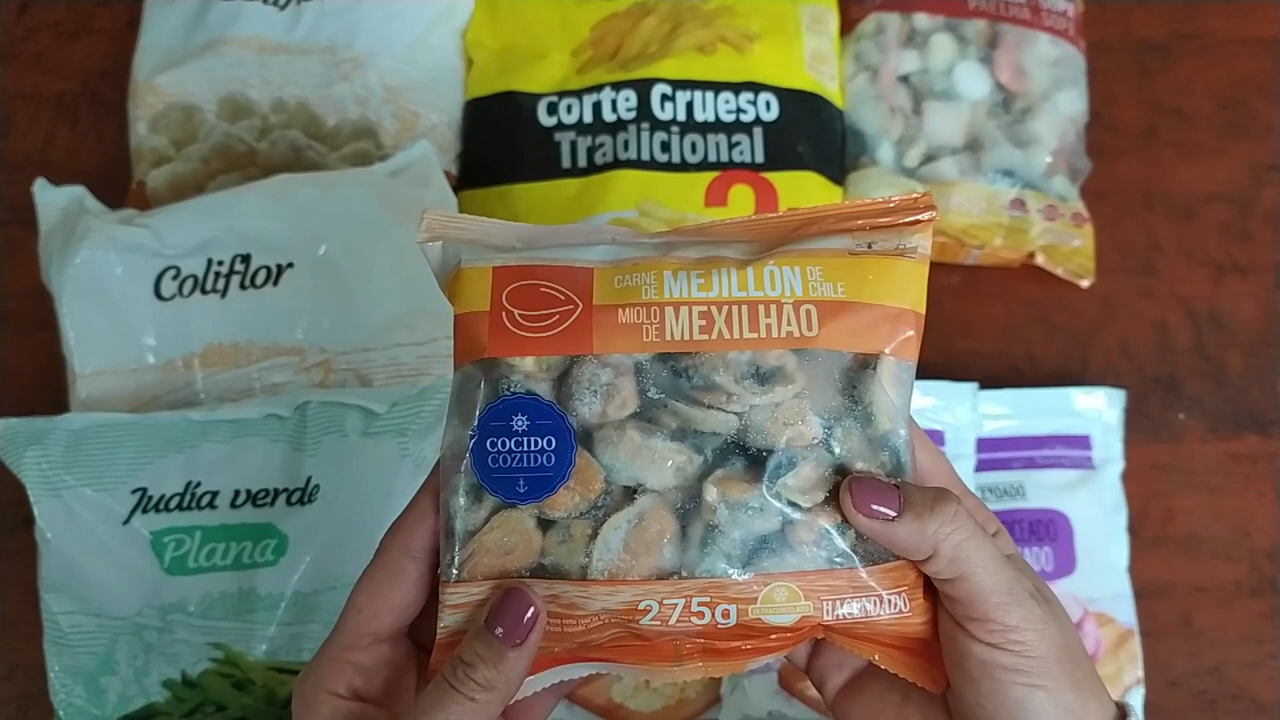 Corte Grueso
Tradicional
2
Coliflor
CARNE DE MEJILLÓN DE CHILE
MIOLO DE MEXILHÃO
COCIDO
COZIDO
Judía verde
Plana
275g
HACENDADO